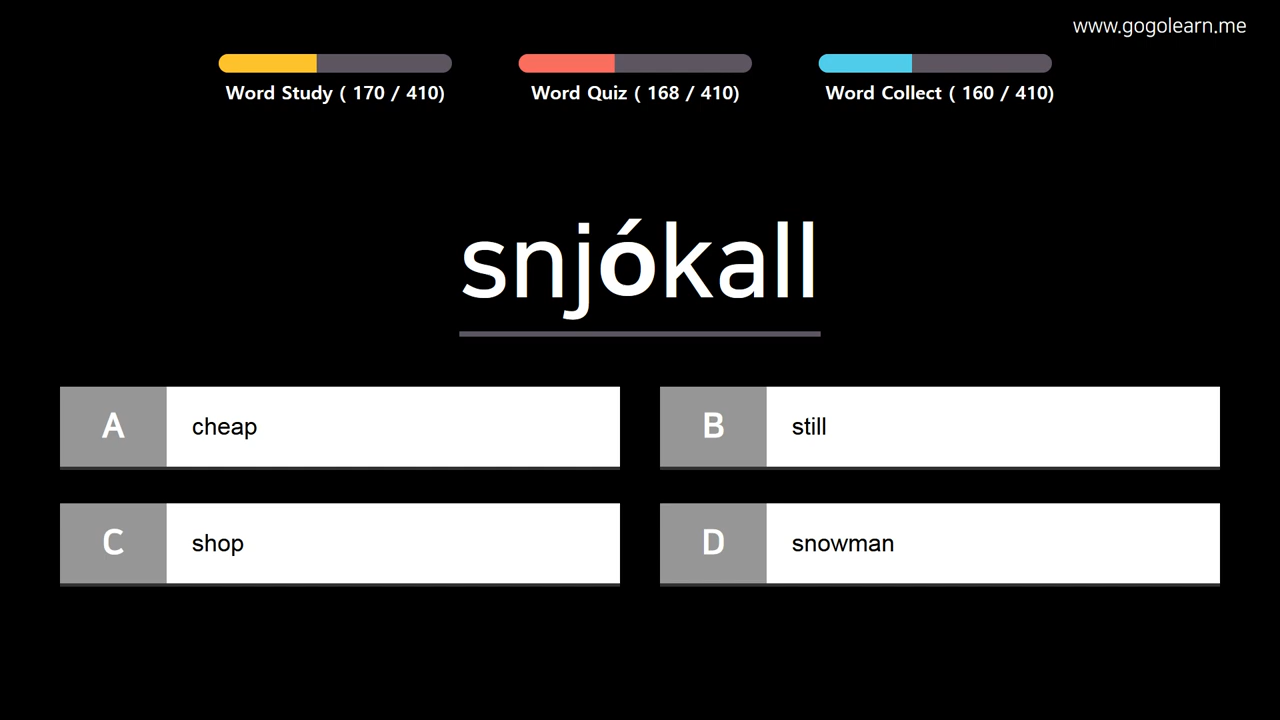 www.gogolearn.me
Word Study ( 170 / 410)
Word Quiz ( 168 / 410)
Word Collect ( 160 / 410)
snjókall
A cheap
B still
C shop
D snowman